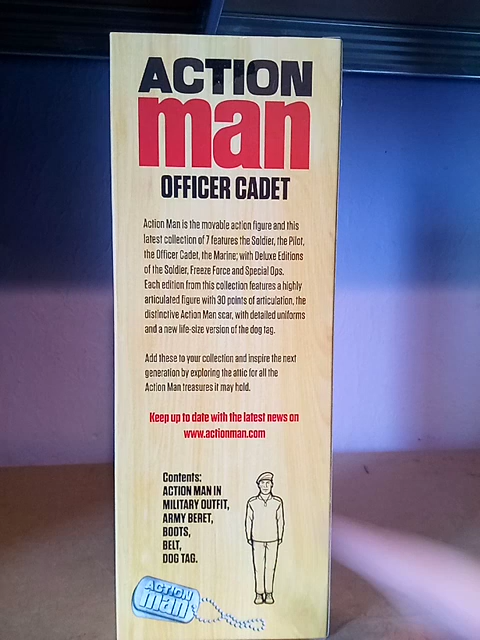 ACTION
man
OFFICER CADET
Action Man is the movable action figure and this
latest collection of 7 features the Soldier, the Pilot,
the Officer Cadet, the Marine; with Deluxe Editions
of the Soldier, Freeze Force and Special Ops.
Each edition from this collection features a highly
articulated figure with 30 points of articulation, the
distinctive Action Man scar, with detailed uniforms
and a new life-size version of the dog tag.
Add these to your collection and inspire the next
generation by exploring the attic for all the
Action Man treasures it may hold.
Keep up to date with the latest news on
www.actionman.com
Contents:
ACTION MAN IN
MILITARY OUTFIT,
ARMY BERET,
BOOTS,
BELT,
DOG TAG.
ACTION
man